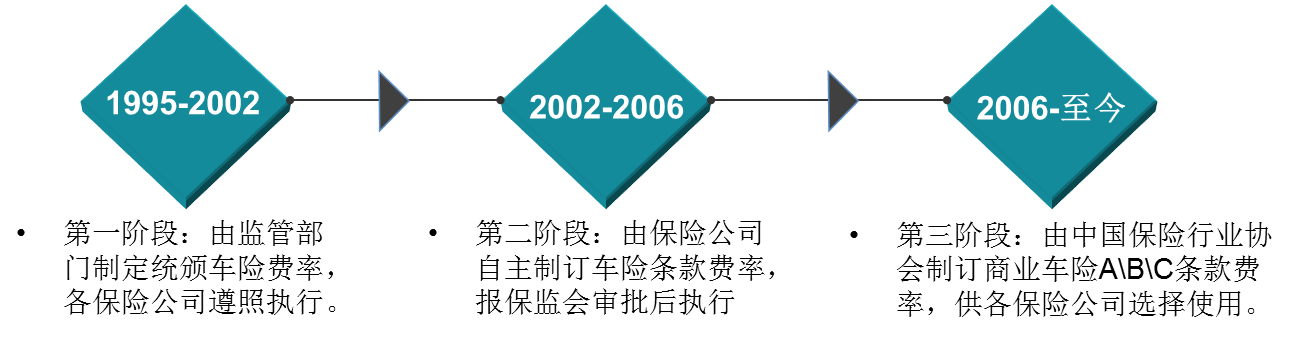 1995-2002
2002-2006
2006-至今
• 第一阶段：由监管部
门制定统颁车险费率，
各保险公司遵照执行。
• 第二阶段：由保险公司
自主制订车险条款费率，
报保监会审批后执行
• 第三阶段：由中国保险行业协
会制订商业车险A\B\C条款费
率，供各保险公司选择使用。